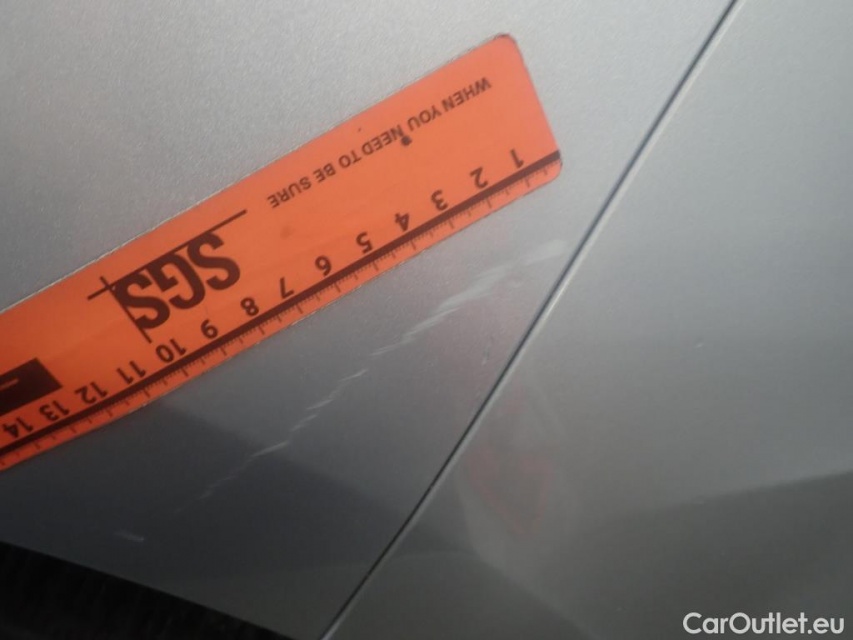 WHEN YOU NEED TO BE SURE
SGS
1 2 3 4 5 6 7 8 9 10 11 12 13 14
CarOutlet.eu